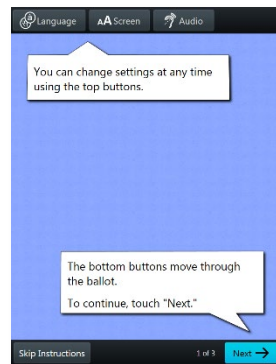 Language AA Screen Audio
You can change settings at any time
using the top buttons.
The bottom buttons move through
the ballot.
To continue, touch "Next."
Skip Instructions 1 of 3 Next →